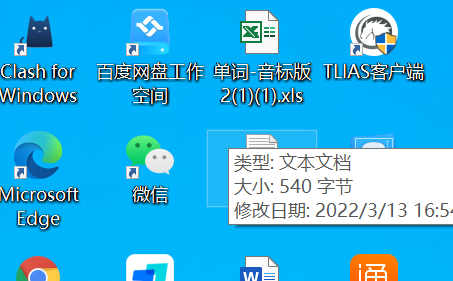 Clash for
Windows
百度网盘工作
空间
单词-音标版
2(1)(1).xls
TLIAS客户端
Microsoft
Edge
微信
类型: 文本文档
大小: 540 字节
修改日期: 2022/3/13 16:54
W
通